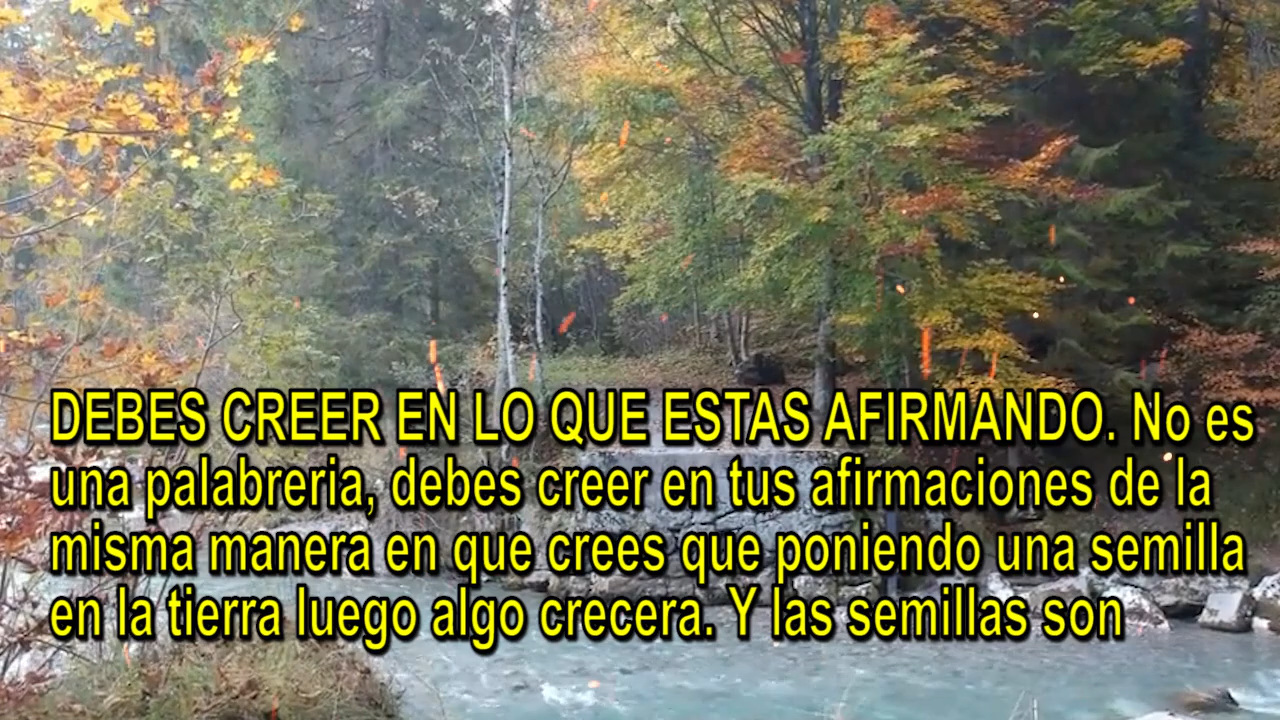 DEBES CREER EN LO QUE ESTAS AFIRMANDO. No es
una palabreria, debes creer en tus afirmaciones de la
misma manera en que crees que poniendo una semilla
en la tierra luego algo crecera. Y las semillas son